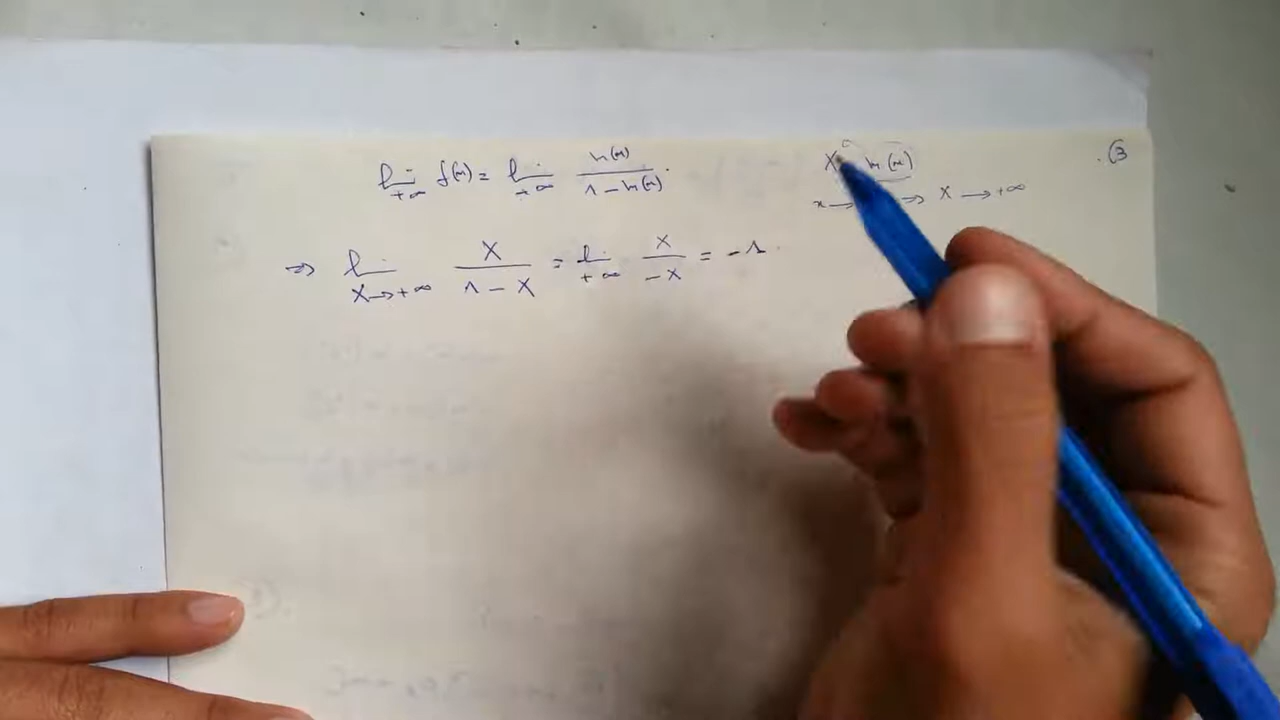 lim +∞ f(x) = lim +∞ ln(x) / 1 - ln(x) .
X = ln(x)
.(3
x → ⇒ X → +∞
⇒ lim X→+∞ X / 1 - X = lim +∞ X / -X = -1 .